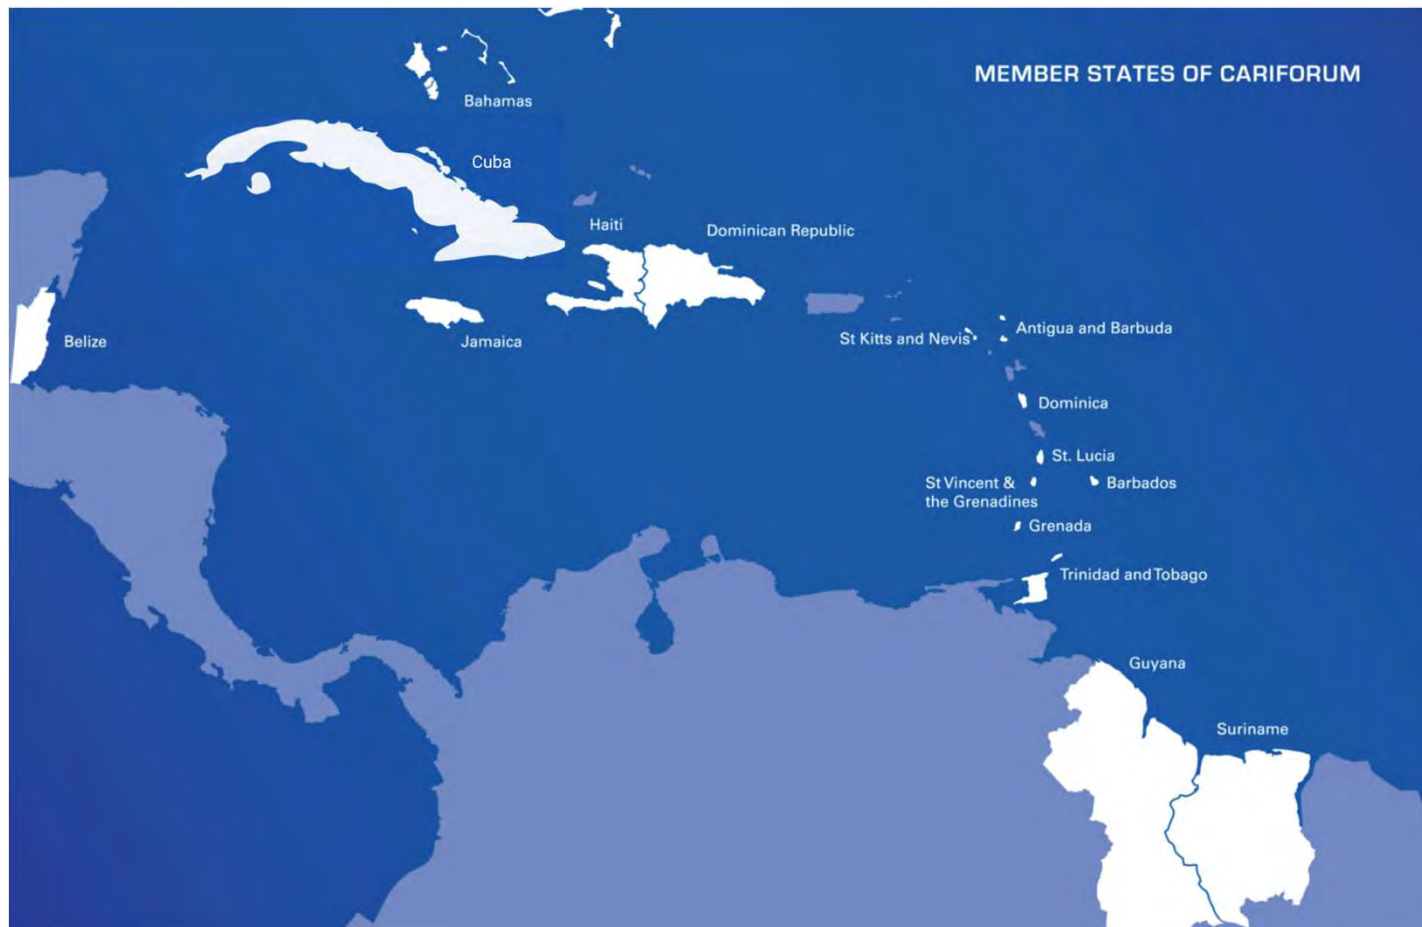 MEMBER STATES OF CARIFORUM
Bahamas
Cuba
Haiti
Dominican Republic
Belize
Jamaica
St Kitts and Nevis
Antigua and Barbuda
Dominica
St. Lucia
St Vincent &
the Grenadines
Barbados
Grenada
Trinidad and Tobago
Guyana
Suriname